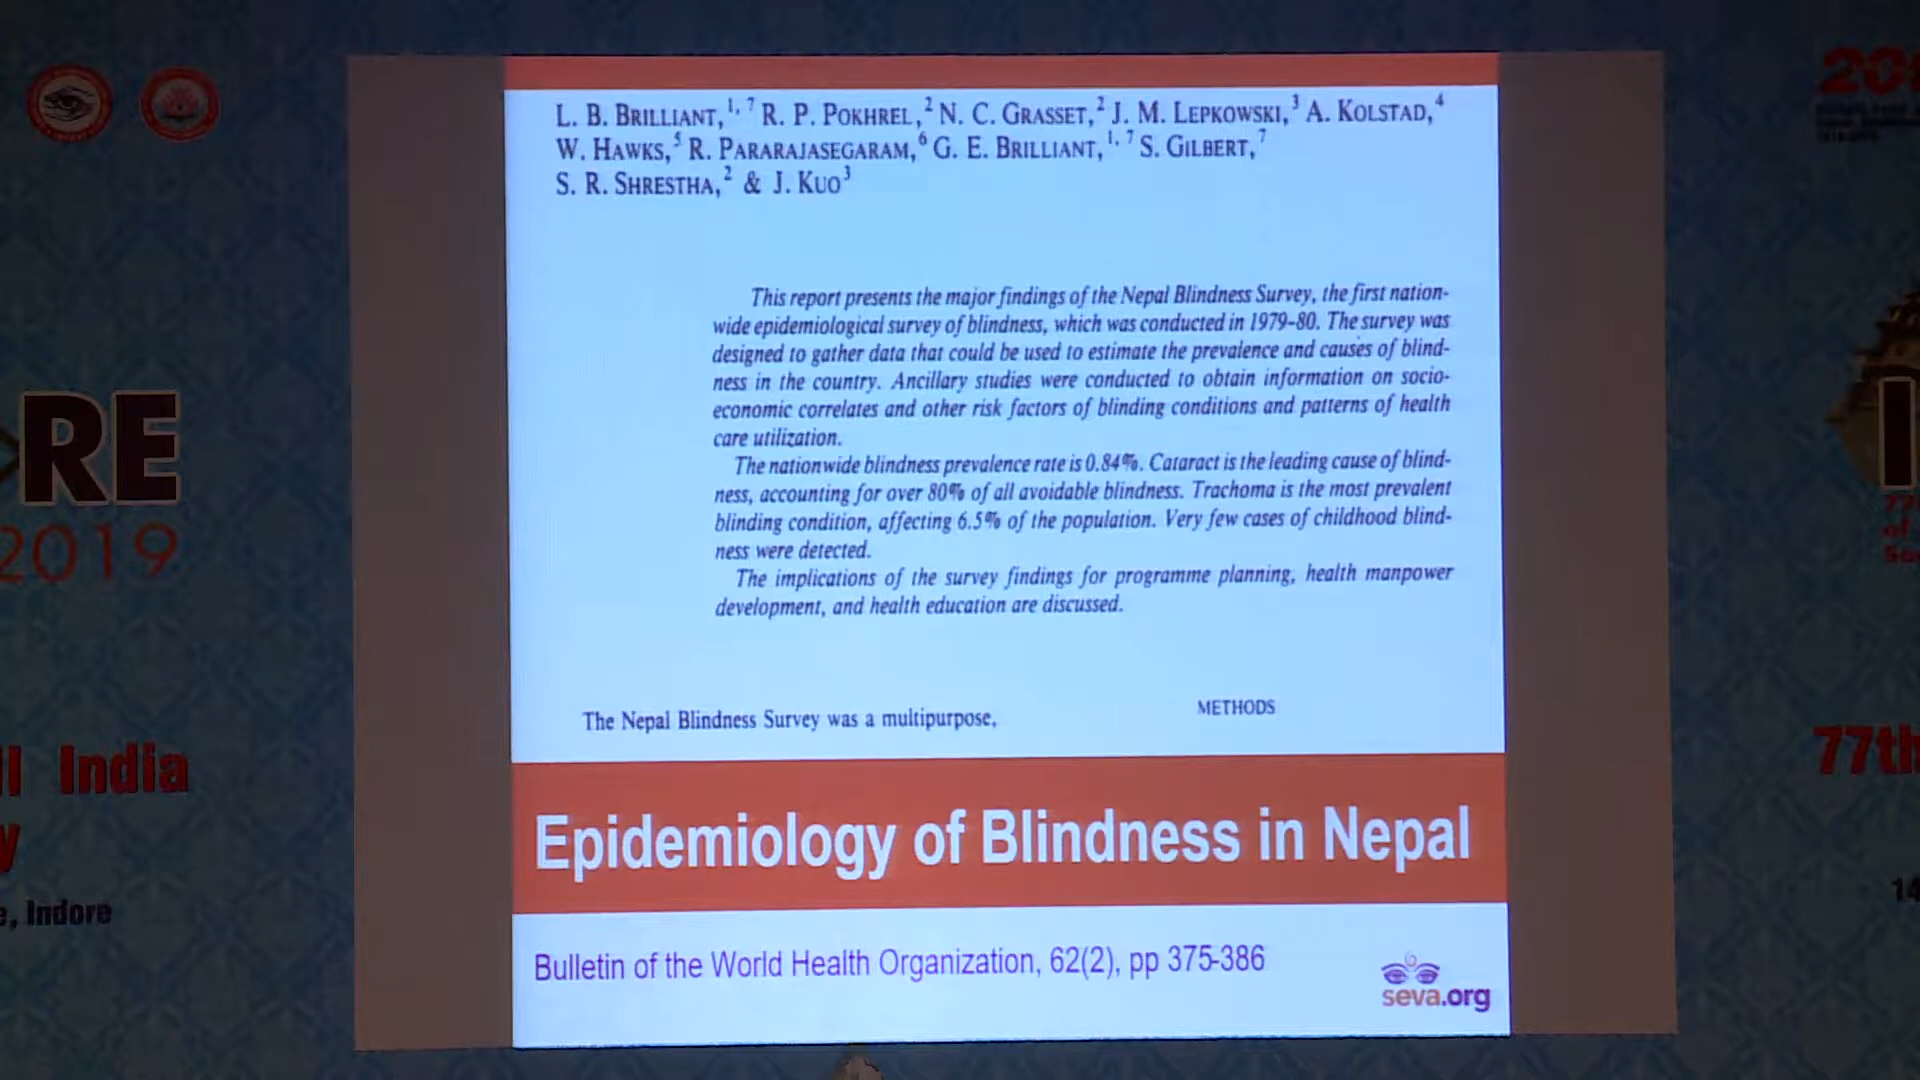 L. B. BRILLIANT,1, 7 R. P. POKHREL,2 N. C. GRASSET,2 J. M. LEPKOWSKI,3 A. KOLSTAD,4
W. HAWKS,5 R. PARARAJASEGARAM,6 G. E. BRILLIANT,1, 7 S. GILBERT,7
S. R. SHRESTHA,2 & J. KUO3
This report presents the major findings of the Nepal Blindness Survey, the first nation-
wide epidemiological survey of blindness, which was conducted in 1979-80. The survey was
designed to gather data that could be used to estimate the prevalence and causes of blind-
ness in the country. Ancillary studies were conducted to obtain information on socio-
economic correlates and other risk factors of blinding conditions and patterns of health
care utilization.
The nationwide blindness prevalence rate is 0.84%. Cataract is the leading cause of blind-
ness, accounting for over 80% of all avoidable blindness. Trachoma is the most prevalent
blinding condition, affecting 6.5% of the population. Very few cases of childhood blind-
ness were detected.
The implications of the survey findings for programme planning, health manpower
development, and health education are discussed.
The Nepal Blindness Survey was a multipurpose,
METHODS
Epidemiology of Blindness in Nepal
Bulletin of the World Health Organization, 62(2), pp 375-386
seva.org
RE
2019
ll India
y
e, Indore
20
I
77
of
So
77th
14